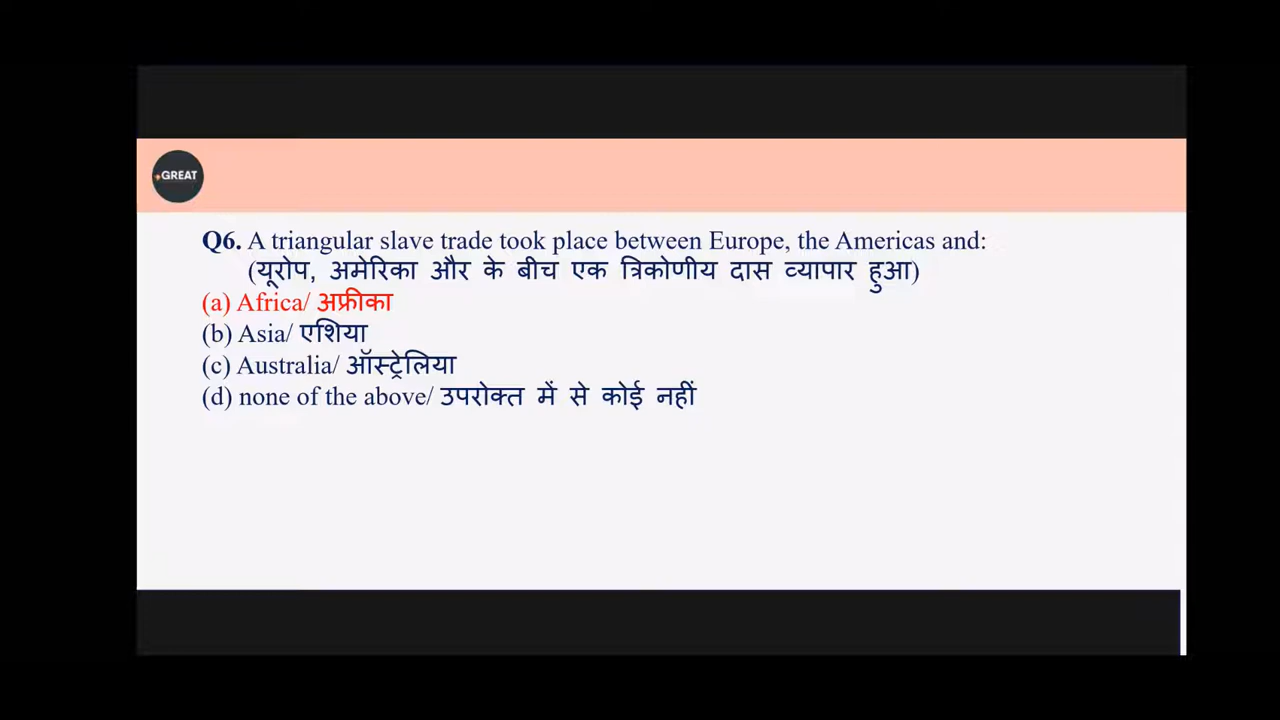 GREAT
Q6. A triangular slave trade took place between Europe, the Americas and:
(यूरोप, अमेरिका और के बीच एक त्रिकोणीय दास व्यापार हुआ)
(a) Africa/ अफ्रीका
(b) Asia/ एशिया
(c) Australia/ ऑस्ट्रेलिया
(d) none of the above/ उपरोक्त में से कोई नहीं